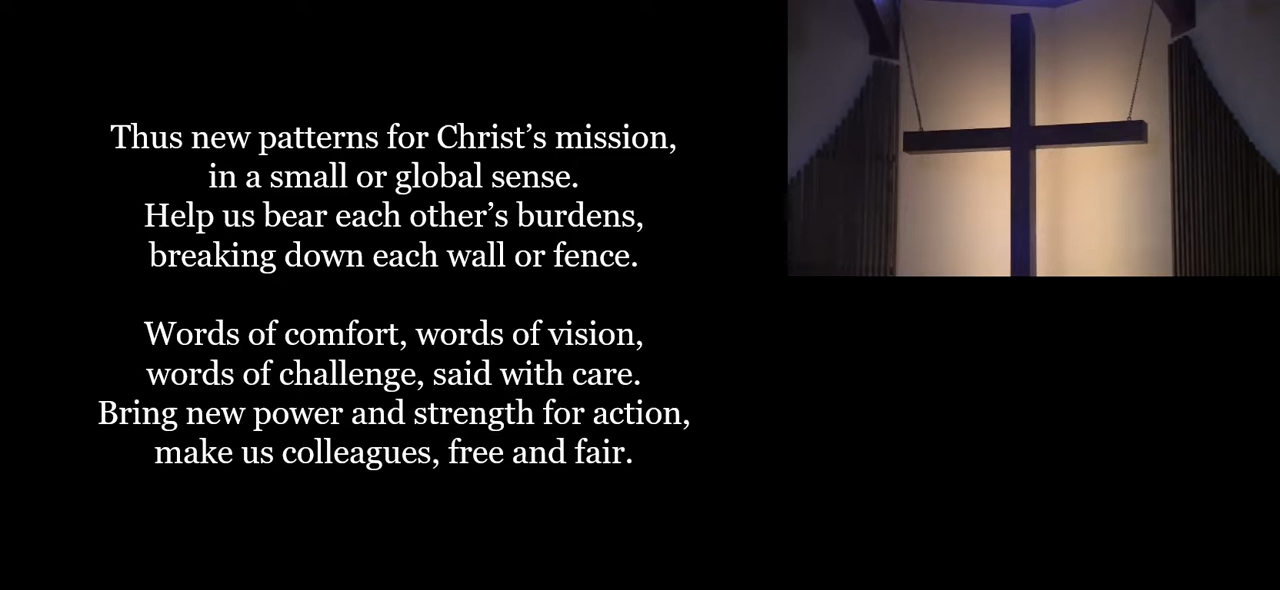 Thus new patterns for Christ’s mission,
in a small or global sense.
Help us bear each other’s burdens,
breaking down each wall or fence.
Words of comfort, words of vision,
words of challenge, said with care.
Bring new power and strength for action,
make us colleagues, free and fair.